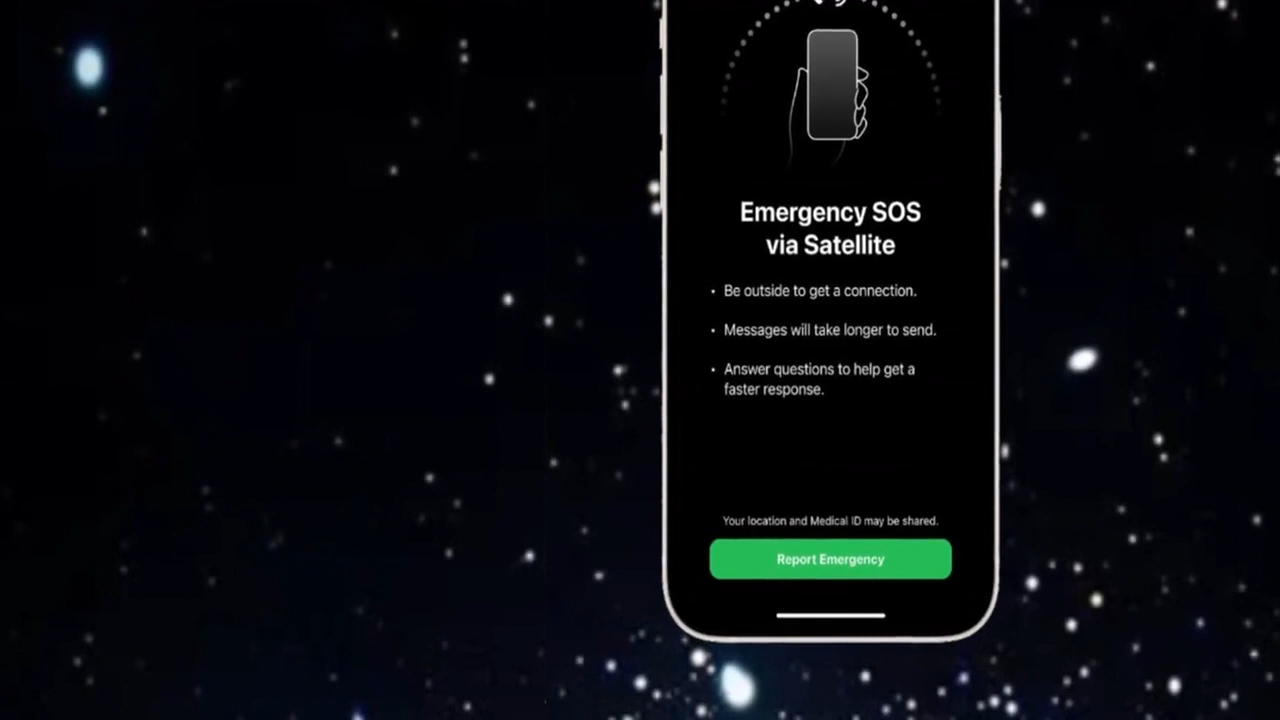 Emergency SOS
via Satellite
• Be outside to get a connection.
• Messages will take longer to send.
• Answer questions to help get a
faster response.
Your location and Medical ID may be shared.
Report Emergency